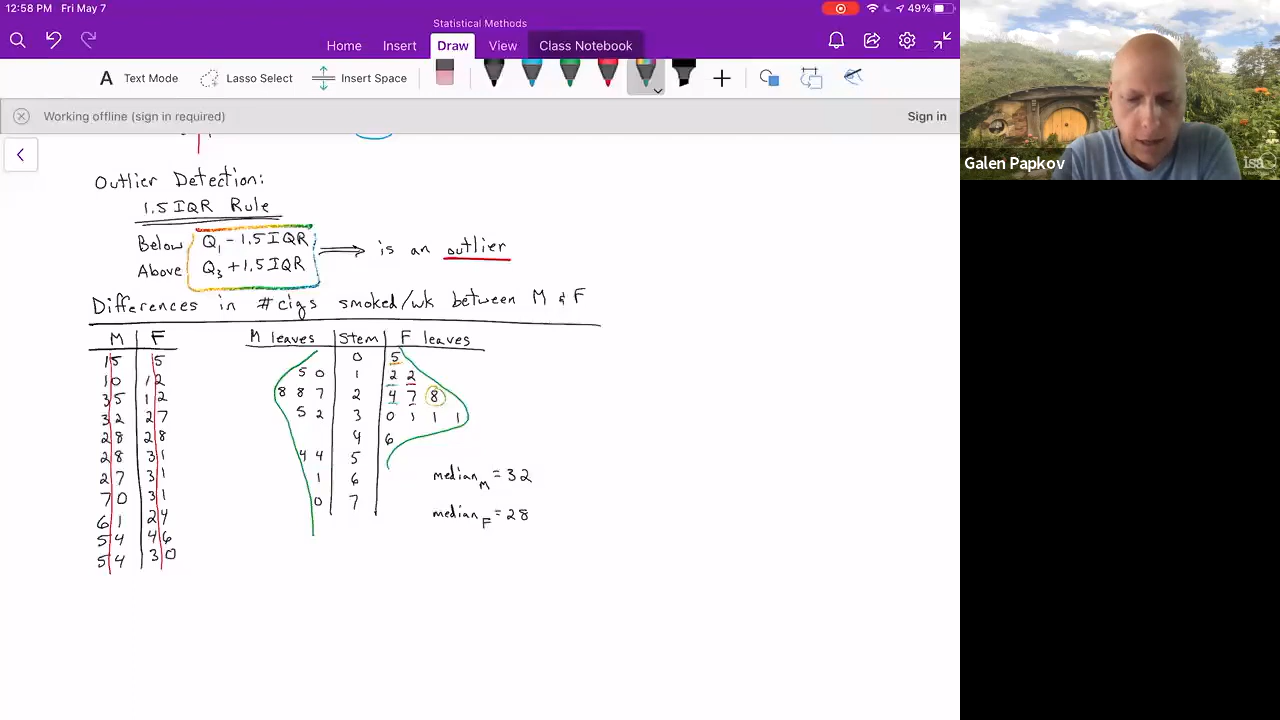 12:58 PM Fri May 7
49%
Statistical Methods
Home Insert Draw View Class Notebook
A Text Mode Lasso Select Insert Space
Working offline (sign in required) Sign in
Galen Papkov
Outlier Detection:
1.5 IQR Rule
Below Q1 - 1.5 IQR
is an outlier
Above Q3 + 1.5 IQR
Differences in # cigs smoked/wk between M & F
M F
15 5
10 12
35 12
32 27
28 28
28 31
27 31
70 31
61 24
54 46
54 30
M leaves Stem F leaves
0 5
5 0 1 2 2
8 8 7 2 4 7 8
5 2 3 0 1 1 1
4 6
4 4 5
1 6
0 7
median M = 32
median F = 28